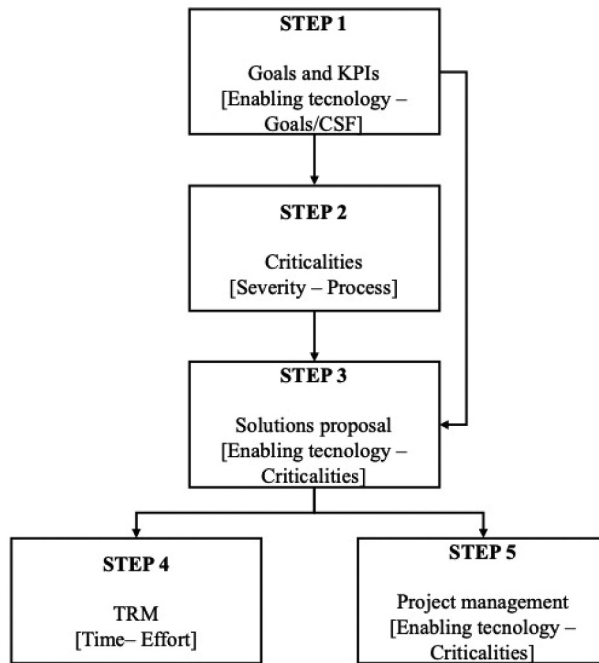 STEP 1
Goals and KPIs
[Enabling tecnology –
Goals/CSF]
STEP 2
Criticalities
[Severity – Process]
STEP 3
Solutions proposal
[Enabling tecnology –
Criticalities]
STEP 4
TRM
[Time– Effort]
STEP 5
Project management
[Enabling tecnology –
Criticalities]